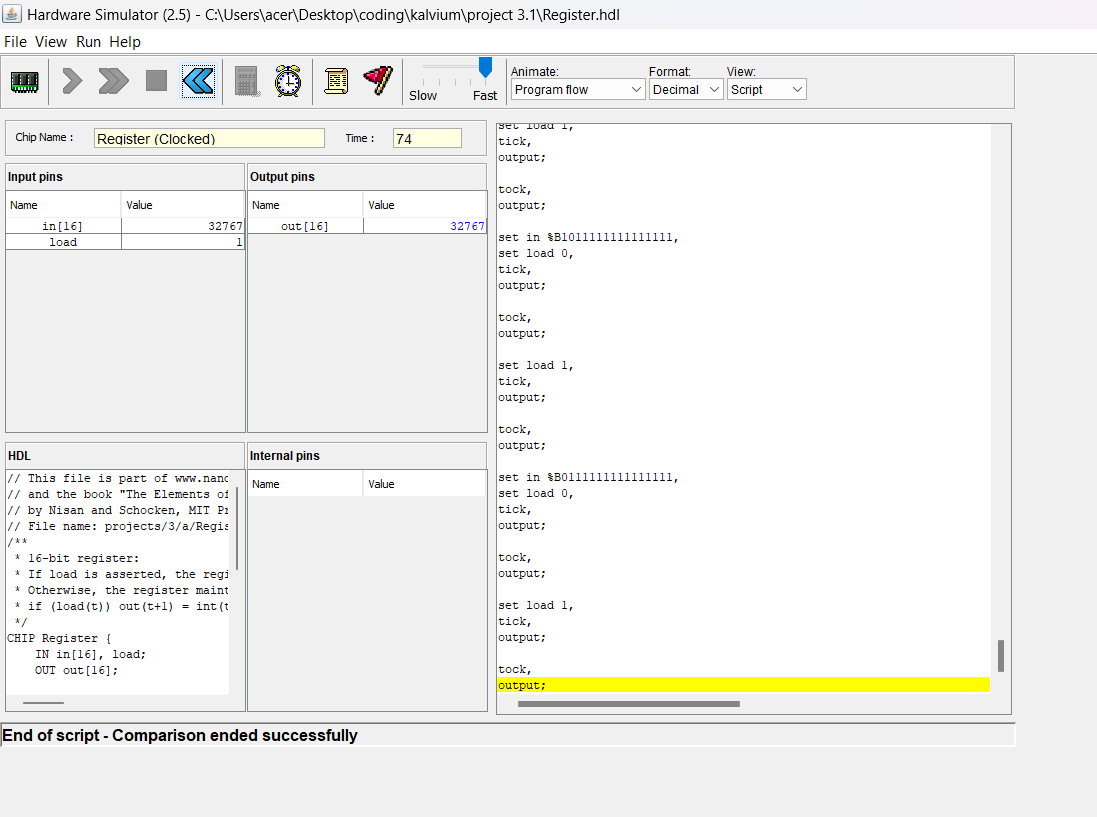 Hardware Simulator (2.5) - C:\Users\acer\Desktop\coding\kalvium\project 3.1\Register.hdl
File View Run Help
Slow Fast
Animate: Format: View:
Program flow Decimal Script
Chip Name : Register (Clocked) Time : 74
Input pins
Name Value
in[16] 32767
load 1
Output pins
Name Value
out[16] 32767
HDL
// This file is part of www.nand
// and the book "The Elements of
// by Nisan and Schocken, MIT Pr
// File name: projects/3/a/Regis
/**
* 16-bit register:
* If load is asserted, the regi
* Otherwise, the register maint
* if (load(t)) out(t+1) = int(t
*/
CHIP Register {
IN in[16], load;
OUT out[16];
Internal pins
Name Value
set load 1,
tick,
output;
tock,
output;
set in %B1011111111111111,
set load 0,
tick,
output;
tock,
output;
set load 1,
tick,
output;
tock,
output;
set in %B0111111111111111,
set load 0,
tick,
output;
tock,
output;
set load 1,
tick,
output;
tock,
output;
End of script - Comparison ended successfully